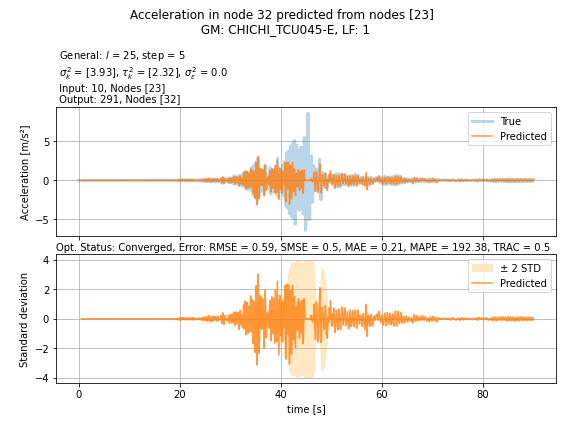 Acceleration in node 32 predicted from nodes [23]
GM: CHICHI_TCU045-E, LF: 1
General: l = 25, step = 5
σ²ₖ = [3.93], τ²ₖ = [2.32], σ²ε = 0.0
Input: 10, Nodes [23]
Output: 291, Nodes [32]
Acceleration [m/s²]
5
0
−5
True
Predicted
Opt. Status: Converged, Error: RMSE = 0.59, SMSE = 0.5, MAE = 0.21, MAPE = 192.38, TRAC = 0.5
Standard deviation
4
2
0
−2
−4
± 2 STD
Predicted
0 20 40 60 80
time [s]